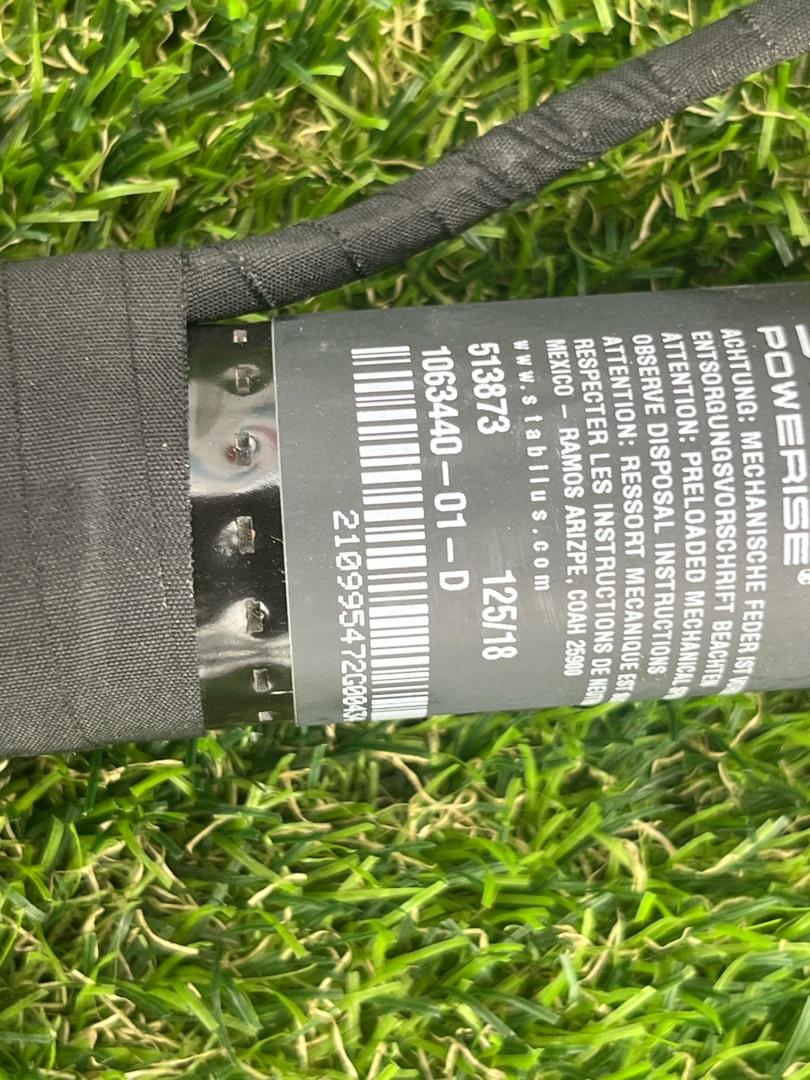 POWERISE®
ACHTUNG: MECHANISCHE FEDER IST
ENTSORGUNGSVORSCHRIFT BEACHTEN
ATTENTION: PRELOADED MECHANICAL
OBSERVE DISPOSAL INSTRUCTIONS
ATTENTION: RESSORT MECANIQUE EST
RESPECTER LES INSTRUCTIONS DE
MEXICO - RAMOS ARIZPE, COAH 25900
www.stabilus.com
513873 125/18
1063440-01-D
210995472G004